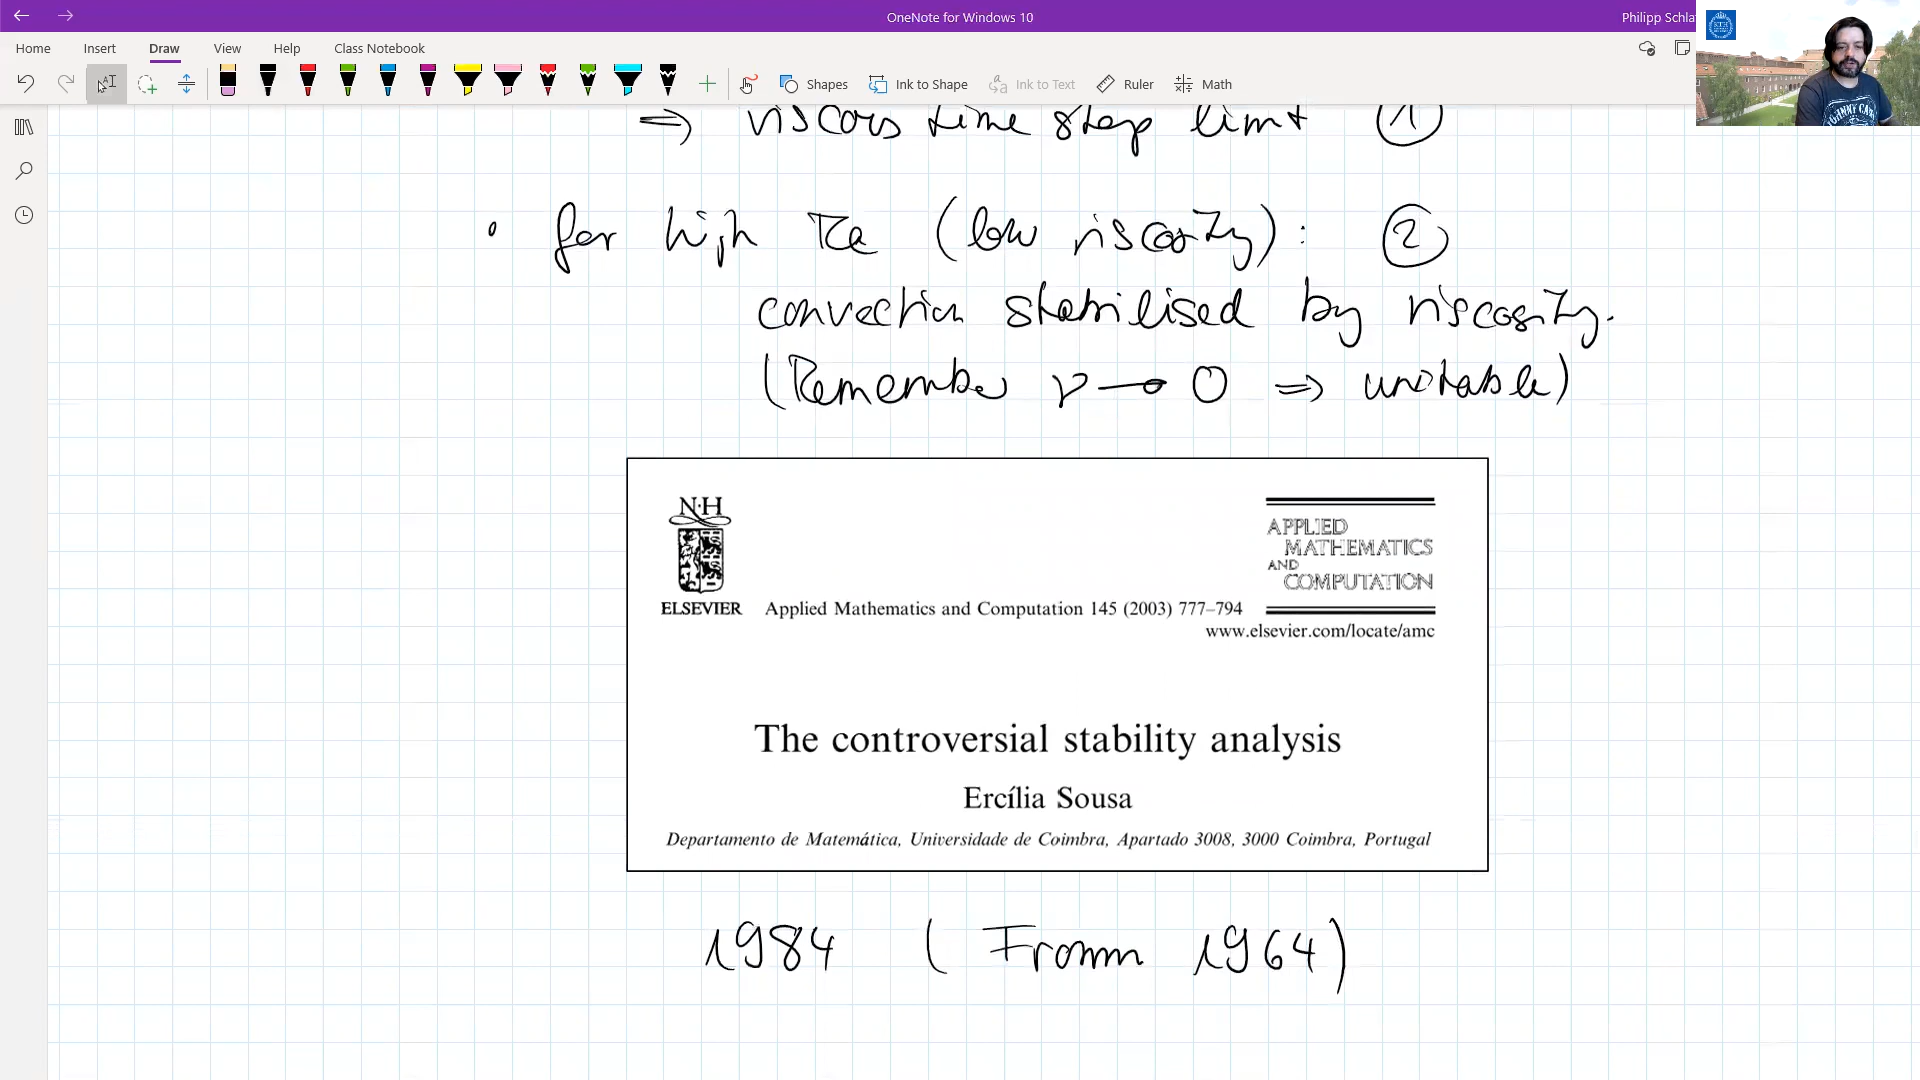 OneNote for Windows 10
Philipp Schla
Home Insert Draw View Help Class Notebook
Shapes Ink to Shape Ink to Text Ruler Math
⇒ viscous time step limit ①
• for high Re (low viscosity): ②
convection stabilised by viscosity.
(Remember ν → 0 ⇒ unstable)
N·H
ELSEVIER
APPLIED
MATHEMATICS
AND
COMPUTATION
Applied Mathematics and Computation 145 (2003) 777–794
www.elsevier.com/locate/amc
The controversial stability analysis
Ercília Sousa
Departamento de Matemática, Universidade de Coimbra, Apartado 3008, 3000 Coimbra, Portugal
1984 (Fromm 1964)